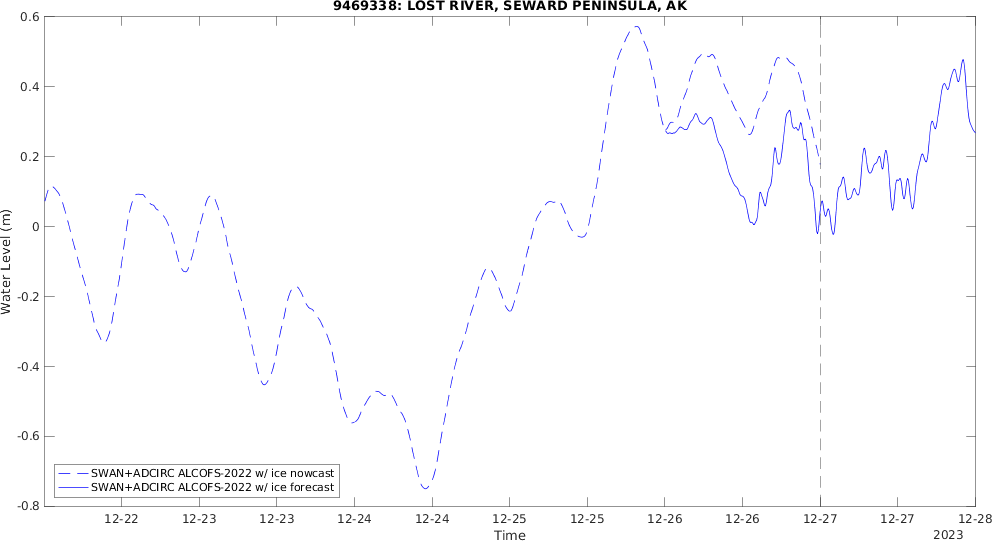 9469338: LOST RIVER, SEWARD PENINSULA, AK
0.6
0.4
0.2
0
-0.2
-0.4
-0.6
-0.8
Water Level (m)
SWAN+ADCIRC ALCOFS-2022 w/ ice nowcast
SWAN+ADCIRC ALCOFS-2022 w/ ice forecast
12-22 12-23 12-23 12-24 12-24 12-25 12-25 12-26 12-26 12-27 12-27 12-28
Time
2023